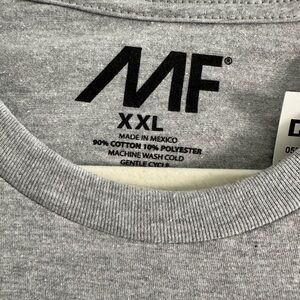 MF®
XXL
MADE IN MEXICO
90% COTTON 10% POLYESTER
MACHINE WASH COLD
GENTLE CYCLE